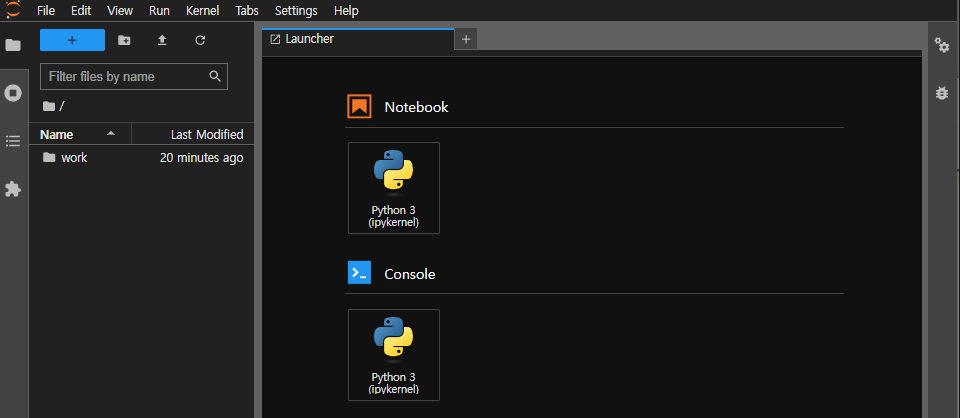 File Edit View Run Kernel Tabs Settings Help
Launcher
Filter files by name
/
Name Last Modified
work 20 minutes ago
Notebook
Python 3
(ipykernel)
Console
Python 3
(ipykernel)